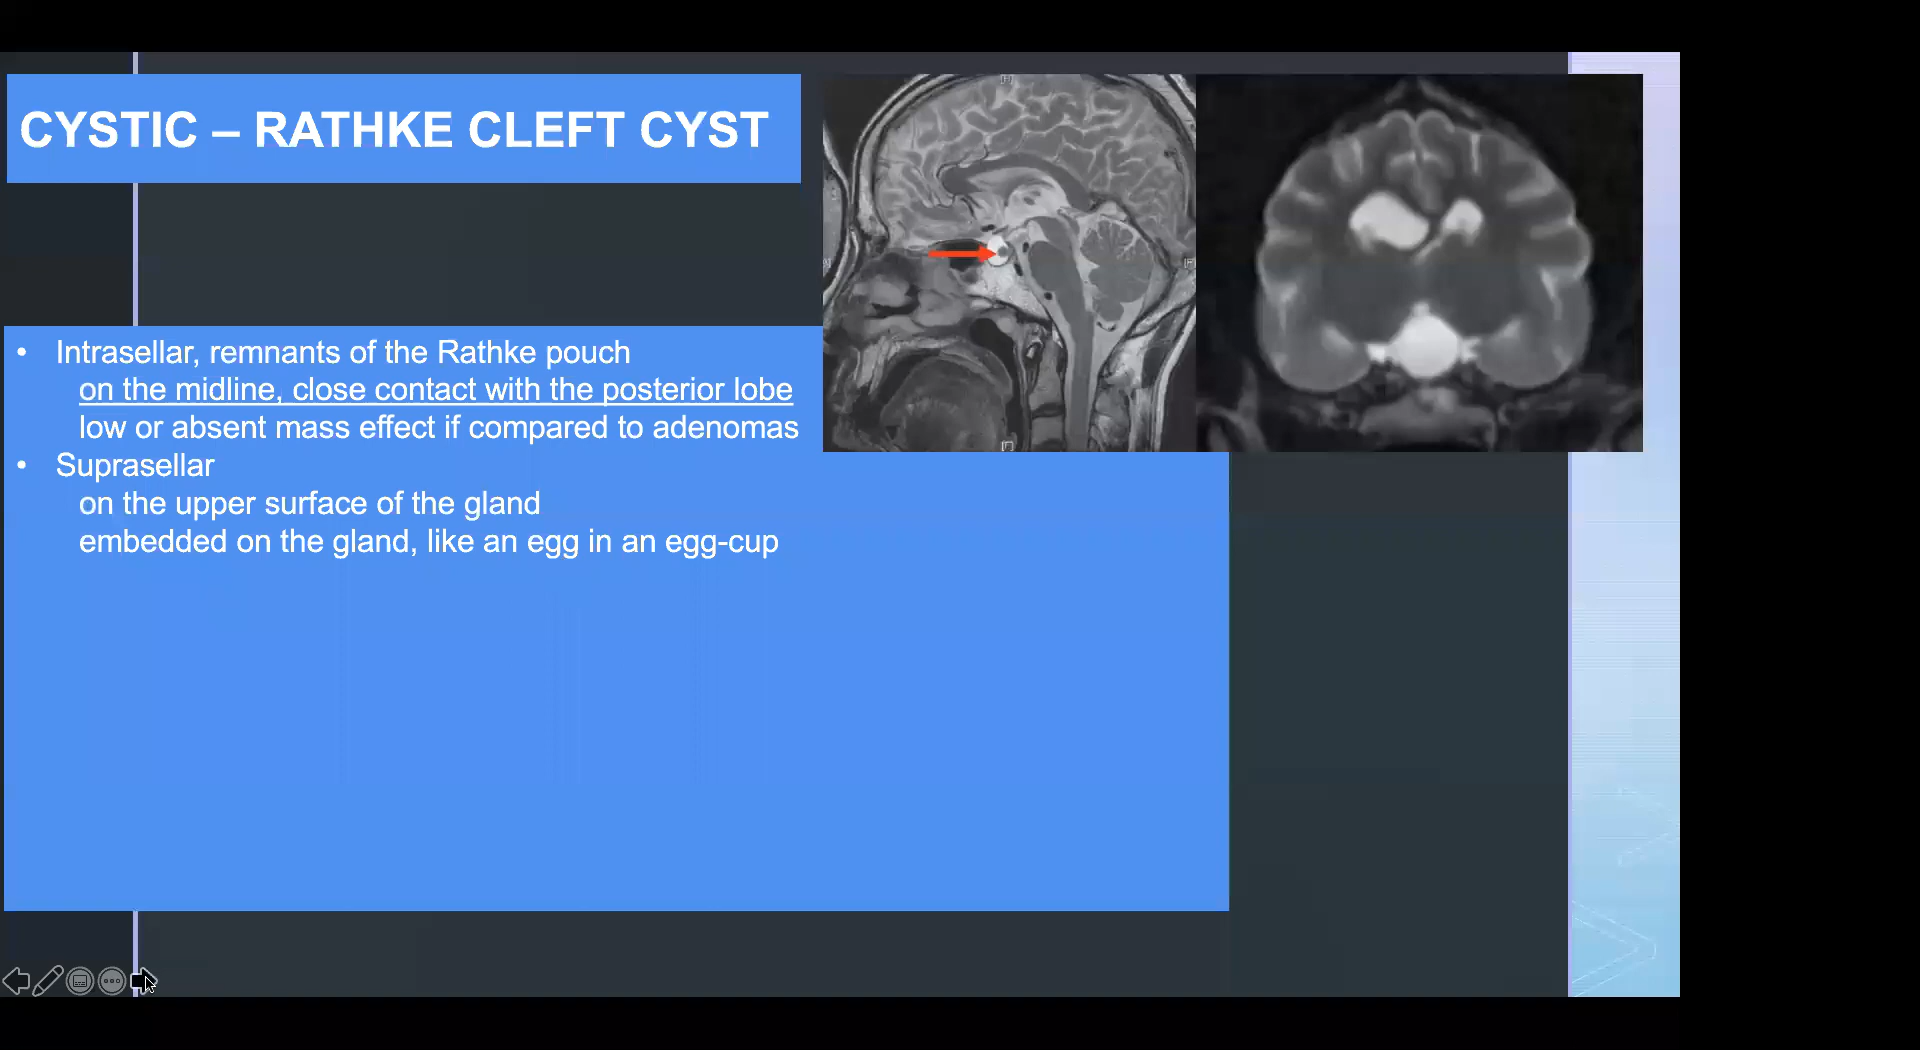 CYSTIC – RATHKE CLEFT CYST
• Intrasellar, remnants of the Rathke pouch
on the midline, close contact with the posterior lobe
low or absent mass effect if compared to adenomas
• Suprasellar
on the upper surface of the gland
embedded on the gland, like an egg in an egg-cup